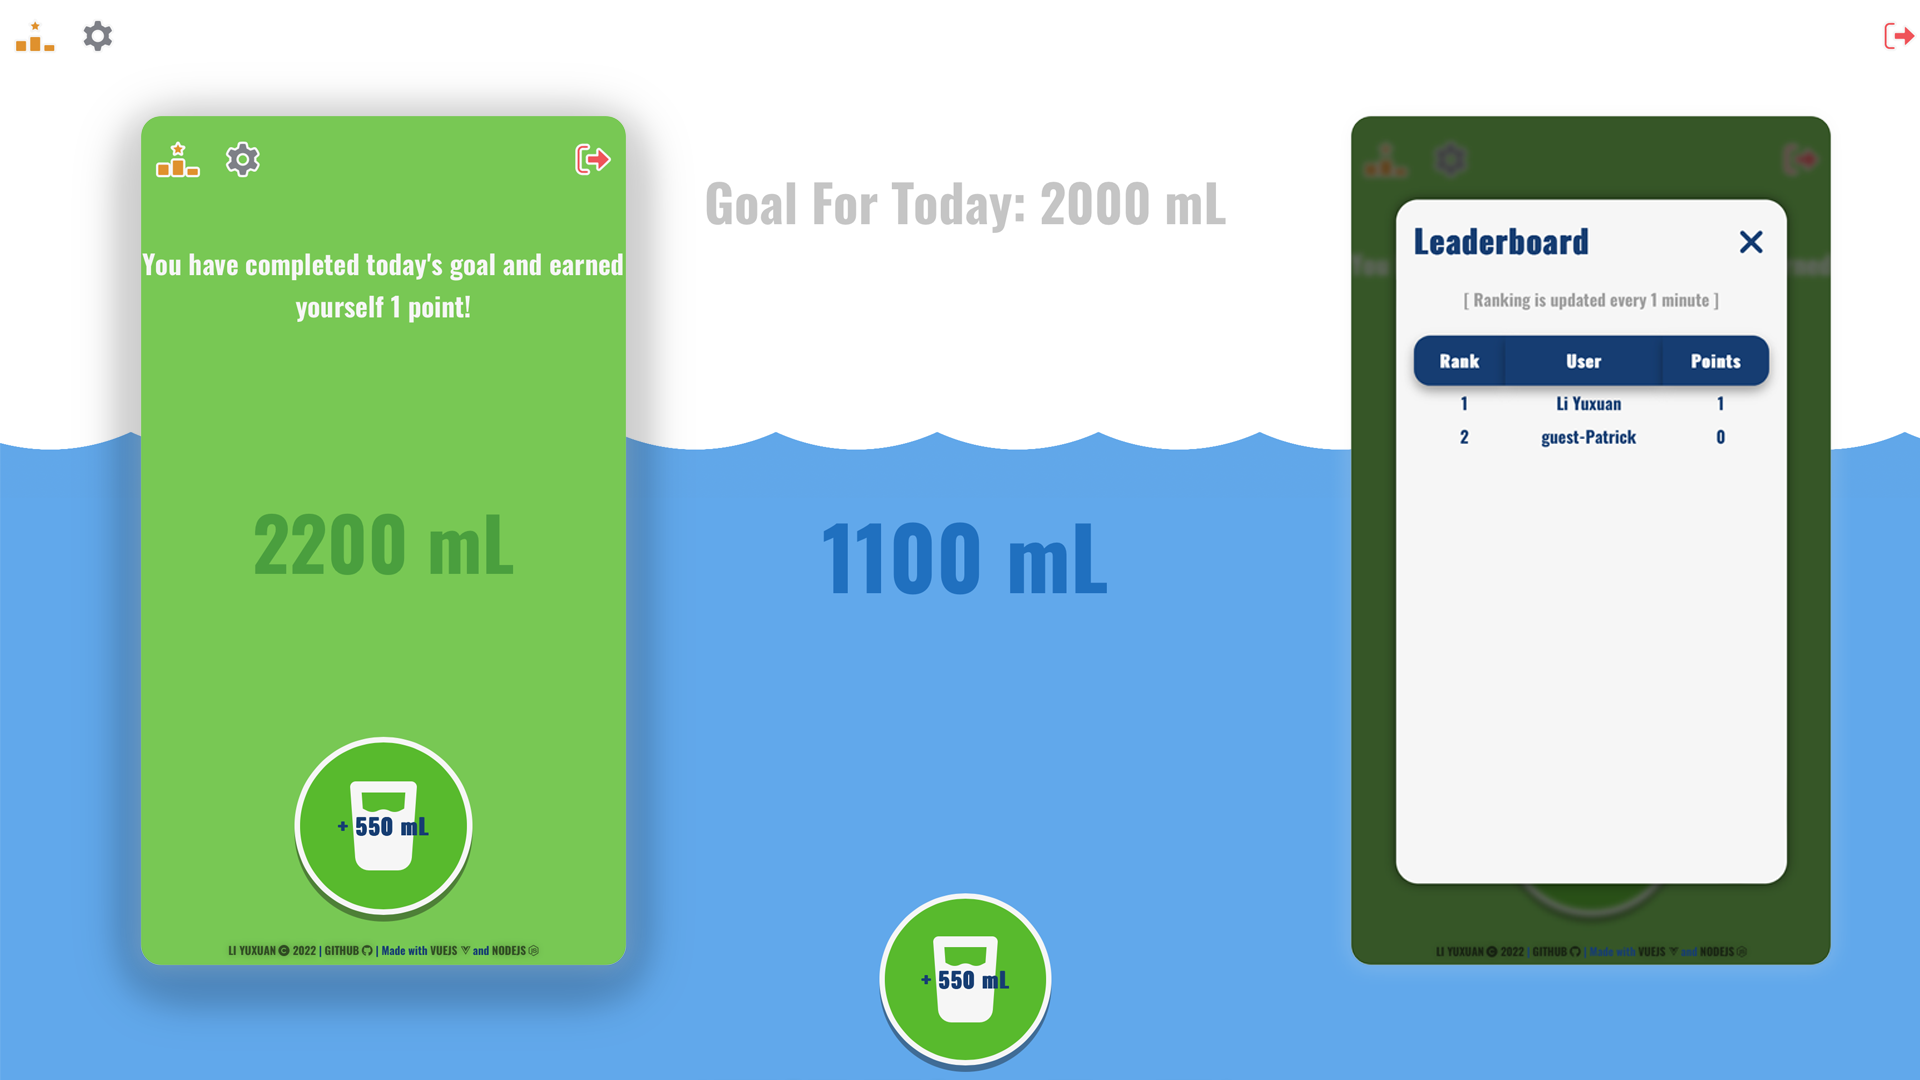 You have completed today's goal and earned
yourself 1 point!
2200 mL
+ 550 mL
LI YUXUAN 2022 | GITHUB | Made with VUEJS and NODEJS
Goal For Today: 2000 mL
1100 mL
+ 550 mL
You
ned
Leaderboard
[ Ranking is updated every 1 minute ]
Rank User Points
1 Li Yuxuan 1
2 guest-Patrick 0
LI YUXUAN 2022 | GITHUB | Made with VUEJS and NODEJS